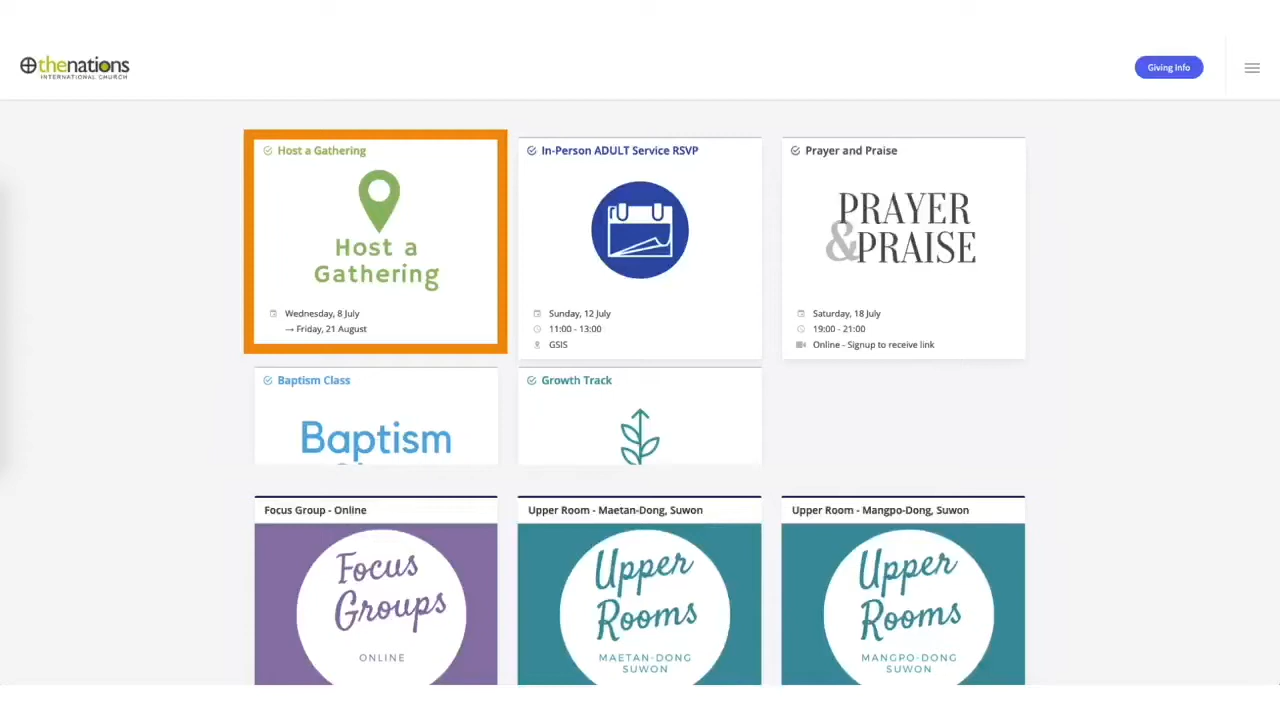 thenations
INTERNATIONAL CHURCH
Giving Info
Host a Gathering
Host a
Gathering
Wednesday, 8 July
→ Friday, 21 August
In-Person ADULT Service RSVP
Sunday, 12 July
11:00 - 13:00
GSIS
Prayer and Praise
PRAYER
&PRAISE
Saturday, 18 July
19:00 - 21:00
Online - Signup to receive link
Baptism Class
Baptism
Growth Track
Focus Group - Online
Focus
Groups
ONLINE
Upper Room - Maetan-Dong, Suwon
Upper
Rooms
MAETAN-DONG
SUWON
Upper Room - Mangpo-Dong, Suwon
Upper
Rooms
MANGPO-DONG
SUWON